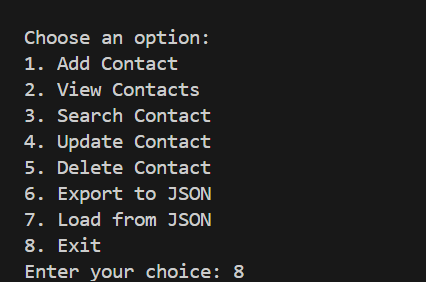 Choose an option:
1. Add Contact
2. View Contacts
3. Search Contact
4. Update Contact
5. Delete Contact
6. Export to JSON
7. Load from JSON
8. Exit
Enter your choice: 8